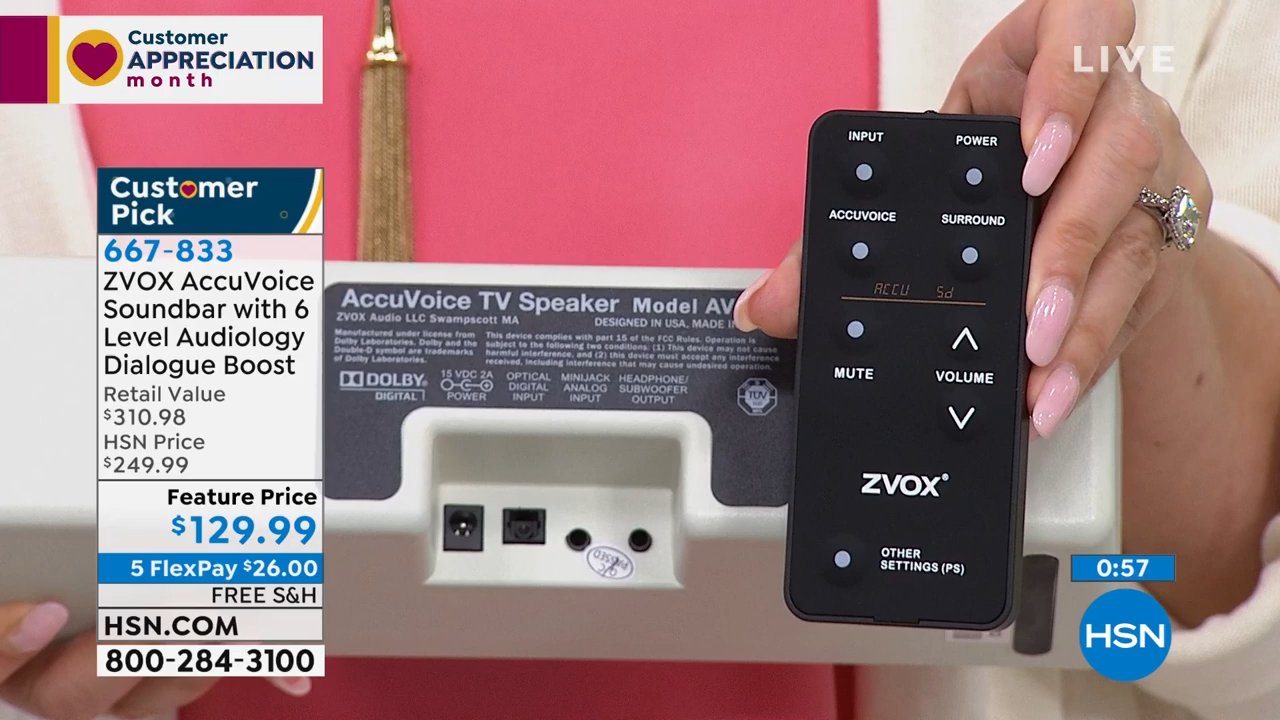 Customer
APPRECIATION
month
LIVE
Customer
Pick
667-833
ZVOX AccuVoice
Soundbar with 6
Level Audiology
Dialogue Boost
Retail Value
$310.98
HSN Price
$249.99
Feature Price
$129.99
5 FlexPay $26.00
FREE S&H
HSN.COM
800-284-3100
AccuVoice TV Speaker Model AV
ZVOX Audio LLC Swampscott MA
DESIGNED IN USA, MADE IN
Manufactured under license from
Dolby Laboratories. Dolby and the
Double-D symbol are trademarks
of Dolby Laboratories.
This device complies with part 15 of the FCC Rules. Operation is
subject to the following two conditions: (1) This device may not cause
harmful interference, and (2) this device must accept any interference
received, including interference that may cause undesired operation.
DOLBY
DIGITAL
15 VDC 2A
POWER
OPTICAL
DIGITAL
INPUT
MINIJACK
ANALOG
INPUT
HEADPHONE/
SUBWOOFER
OUTPUT
TUV
Q/C
PASSED
INPUT
POWER
ACCUVOICE
SURROUND
ACCU Sd
MUTE
VOLUME
ZVOX®
OTHER
SETTINGS (PS)
0:57
HSN